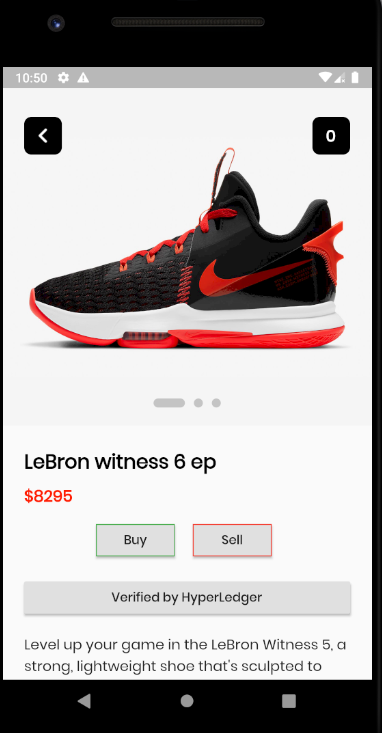 10:50
0
LeBron witness 6 ep
$8295
Buy
Sell
Verified by HyperLedger
Level up your game in the LeBron Witness 5, a
strong, lightweight shoe that's sculpted to